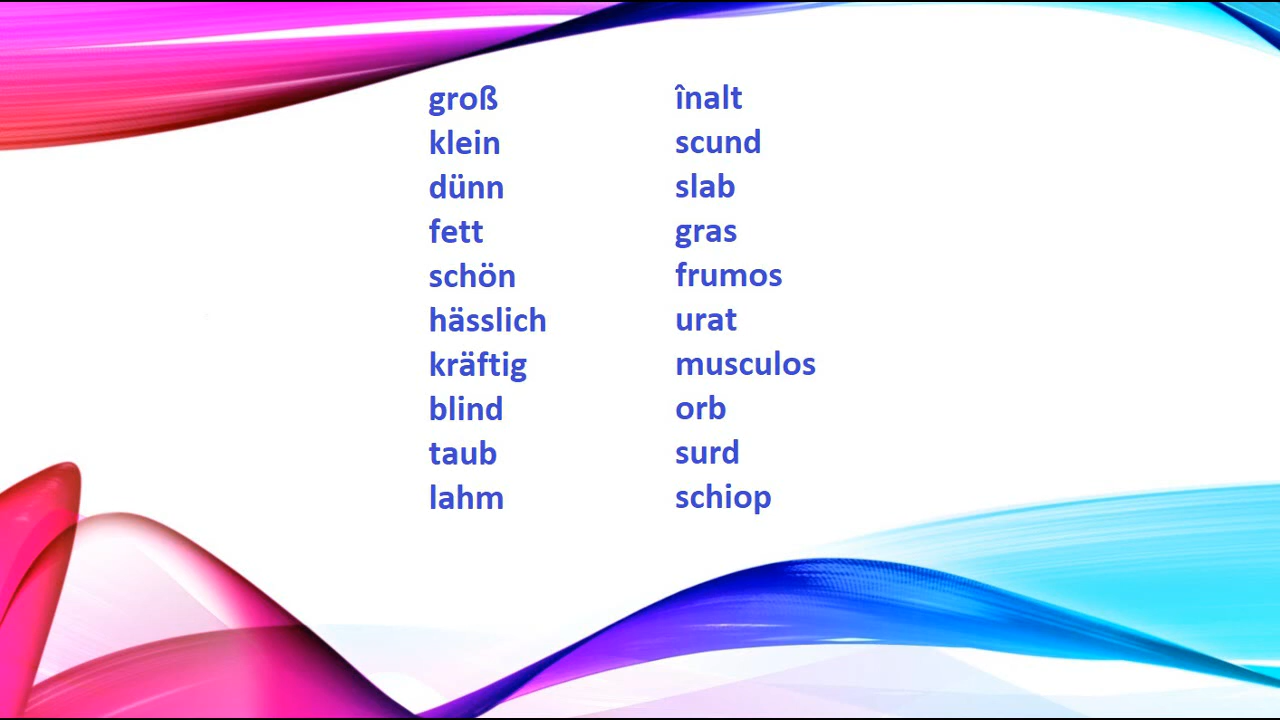 groß înalt
klein scund
dünn slab
fett gras
schön frumos
hässlich urat
kräftig musculos
blind orb
taub surd
lahm schiop